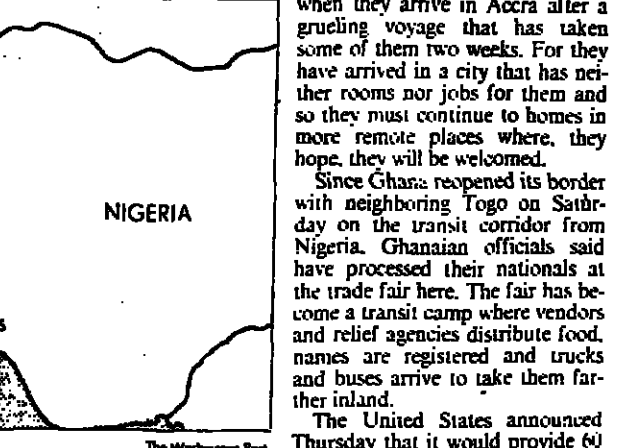 NIGERIA
s
The Washington Post
when they arrive in Accra after a
grueling voyage that has taken
some of them two weeks. For they
have arrived in a city that has nei-
ther rooms nor jobs for them and
so they must continue to homes in
more remote places where, they
hope, they will be welcomed.
Since Ghana reopened its border
with neighboring Togo on Satur-
day on the transit corridor from
Nigeria, Ghanaian officials said
have processed their nationals at
the trade fair here. The fair has be-
come a transit camp where vendors
and relief agencies distribute food,
names are registered and trucks
and buses arrive to take them far-
ther inland.
The United States announced
Thursday that it would provide 60